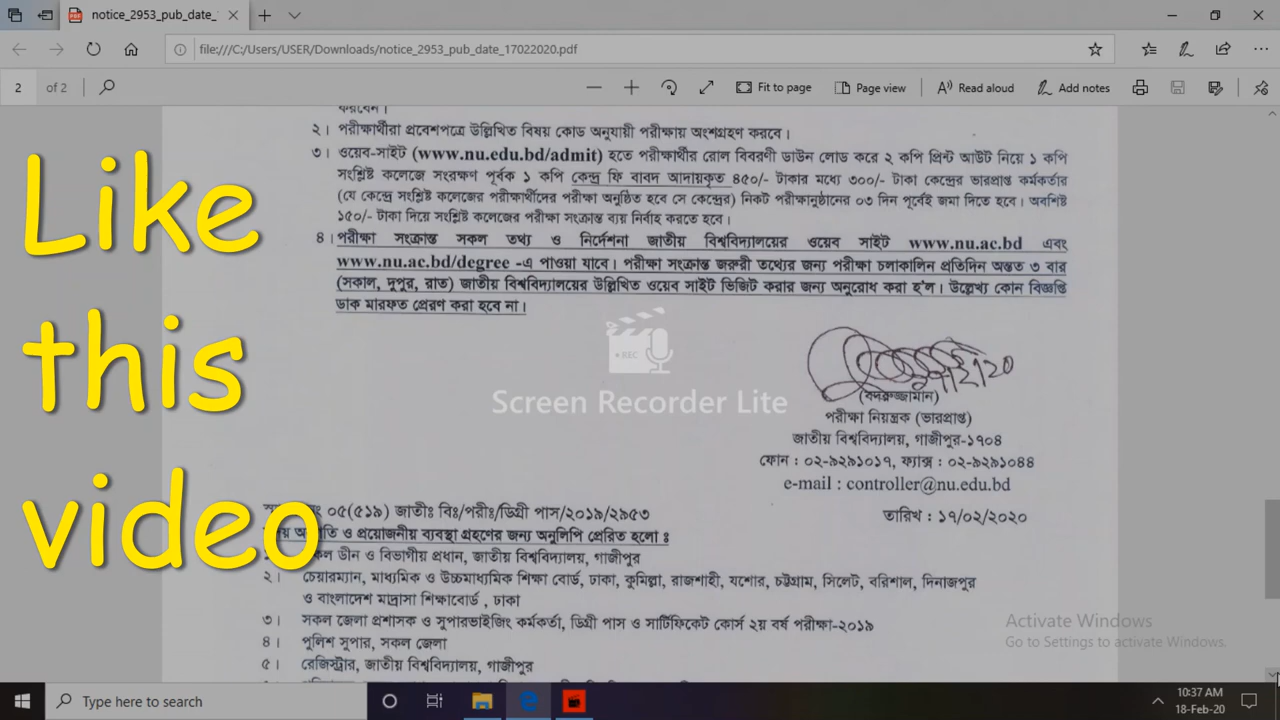 notice_2953_pub_date_
file:///C:/Users/USER/Downloads/notice_2953_pub_date_17022020.pdf
2 of 2
Fit to page
Page view
Read aloud
Add notes
করবেন।
২। পরীক্ষার্থীরা প্রবেশপত্রে উল্লিখিত বিষয় কোড অনুযায়ী পরীক্ষায় অংশগ্রহণ করবে।
৩। ওয়েব-সাইট (www.nu.edu.bd/admit) হতে পরীক্ষার্থীর রোল বিবরণী ডাউন লোড করে ২ কপি প্রিন্ট আউট নিয়ে ১ কপি
সংশ্লিষ্ট কলেজে সংরক্ষণ পূর্বক ১ কপি কেন্দ্র ফি বাবদ আদায়কৃত ৪৫০/- টাকার মধ্যে ৩০০/- টাকা কেন্দ্রের ভারপ্রাপ্ত কর্মকর্তার
(যে কেন্দ্রে সংশ্লিষ্ট কলেজের পরীক্ষার্থীদের পরীক্ষা অনুষ্ঠিত হবে সে কেন্দ্রের) নিকট পরীক্ষানুষ্ঠানের ০৩ দিন পূর্বেই জমা দিতে হবে। অবশিষ্ট
১৫০/- টাকা দিয়ে সংশ্লিষ্ট কলেজের পরীক্ষা সংক্রান্ত ব্যয় নির্বাহ করতে হবে।
৪। পরীক্ষা সংক্রান্ত সকল তথ্য ও নির্দেশনা জাতীয় বিশ্ববিদ্যালয়ের ওয়েব সাইট www.nu.ac.bd এবং
www.nu.ac.bd/degree -এ পাওয়া যাবে। পরীক্ষা সংক্রান্ত জরুরী তথ্যের জন্য পরীক্ষা চলাকালিন প্রতিদিন অন্তত ৩ বার
(সকাল, দুপুর, রাত) জাতীয় বিশ্ববিদ্যালয়ের উল্লিখিত ওয়েব সাইট ভিজিট করার জন্য অনুরোধ করা হ'ল। উল্লেখ্য কোন বিজ্ঞপ্তি
ডাক মারফত প্রেরণ করা হবে না।
Like
this
video
REC
Screen Recorder Lite
(বদরুজ্জামান)
পরীক্ষা নিয়ন্ত্রক (ভারপ্রাপ্ত)
জাতীয় বিশ্ববিদ্যালয়, গাজীপুর-১৭০৪
ফোন : ০২-৯২৯১০১৭, ফ্যাক্স : ০২-৯২৯১০৪৪
e-mail : controller@nu.edu.bd
০৫(৫১৯) জাতীঃ বিঃ/পরীঃ/ডিগ্রী পাস/২০১৯/২৯৫৩
তারিখ : ১৭/০২/২০২০
ও প্রয়োজনীয় ব্যবস্থা গ্রহণের জন্য অনুলিপি প্রেরিত হলো ঃ
ডীন ও বিভাগীয় প্রধান, জাতীয় বিশ্ববিদ্যালয়, গাজীপুর
২। চেয়ারম্যান, মাধ্যমিক ও উচ্চমাধ্যমিক শিক্ষা বোর্ড, ঢাকা, কুমিল্লা, রাজশাহী, যশোর, চট্টগ্রাম, সিলেট, বরিশাল, দিনাজপুর
ও বাংলাদেশ মাদ্রাসা শিক্ষাবোর্ড , ঢাকা
৩। সকল জেলা প্রশাসক ও সুপারভাইজিং কর্মকর্তা, ডিগ্রী পাস ও সার্টিফিকেট কোর্স ২য় বর্ষ পরীক্ষা-২০১৯
৪। পুলিশ সুপার, সকল জেলা
৫। রেজিস্ট্রার, জাতীয় বিশ্ববিদ্যালয়, গাজীপুর
Activate Windows
Go to Settings to activate Windows.
Type here to search
10:37 AM
18-Feb-20